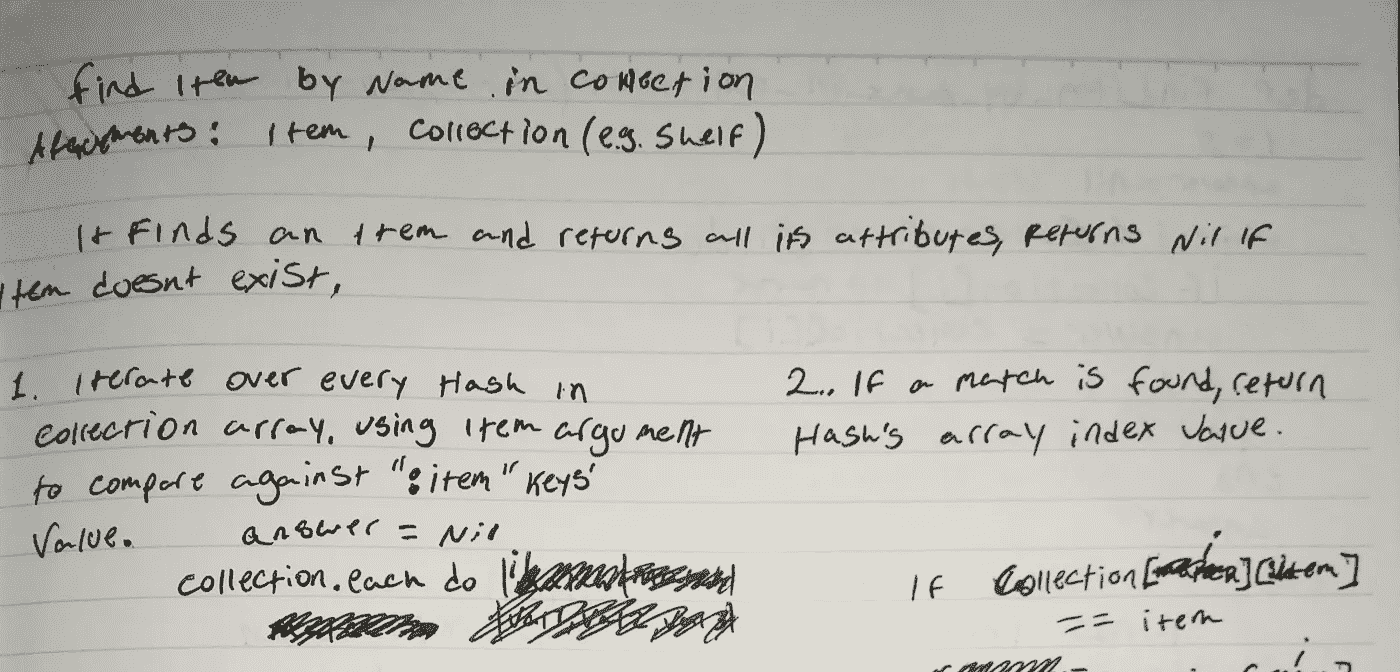 find Item by Name in Collection
Arguments: Item, Collection (e.g. Shelf)
It Finds an Item and returns all its attributes, Returns Nil IF
Item doesnt exist,
1. Iterate over every Hash in
collection array, using Item argument
to compare against ":item" Keys'
Value.
answer = Nil
collection.each do |i|
2.. IF a match is found, return
Hash's array index value.
IF Collection[i][:item]
== item